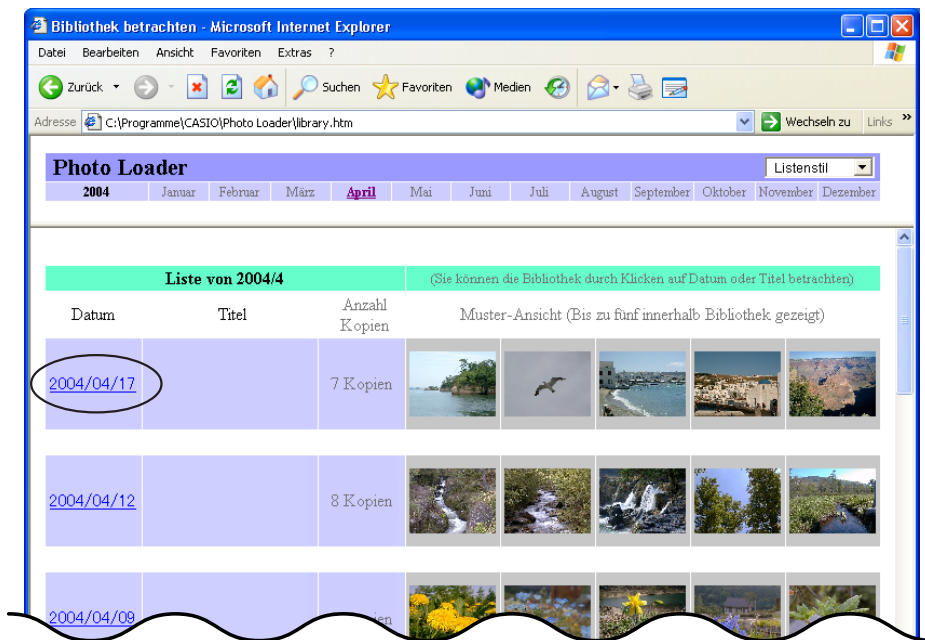 Bibliothek betrachten - Microsoft Internet Explorer
Datei Bearbeiten Ansicht Favoriten Extras ?
Zurück Suchen Favoriten Medien
Adresse C:\Programme\CASIO\Photo Loader\library.htm Wechseln zu Links »
Photo Loader Listenstil
2004 Januar Februar März April Mai Juni Juli August September Oktober November Dezember
Liste von 2004/4 (Sie können die Bibliothek durch Klicken auf Datum oder Titel betrachten)
Datum Titel Anzahl Kopien Muster-Ansicht (Bis zu fünf innerhalb Bibliothek gezeigt)
2004/04/17 7 Kopien
2004/04/12 8 Kopien
2004/04/09